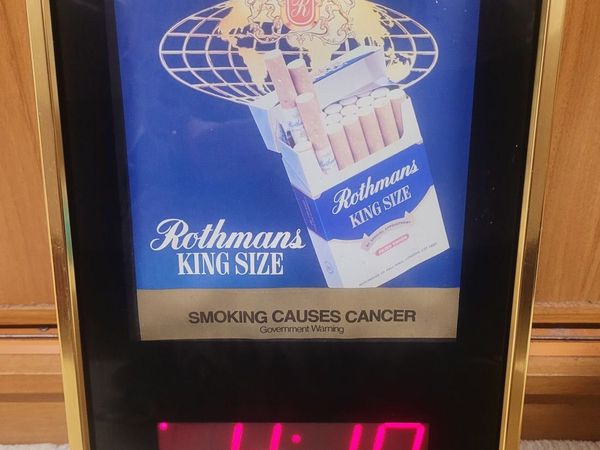 R
Rothmans
KING SIZE
Rothmans
KING SIZE
SMOKING CAUSES CANCER
Government Warning
11:10